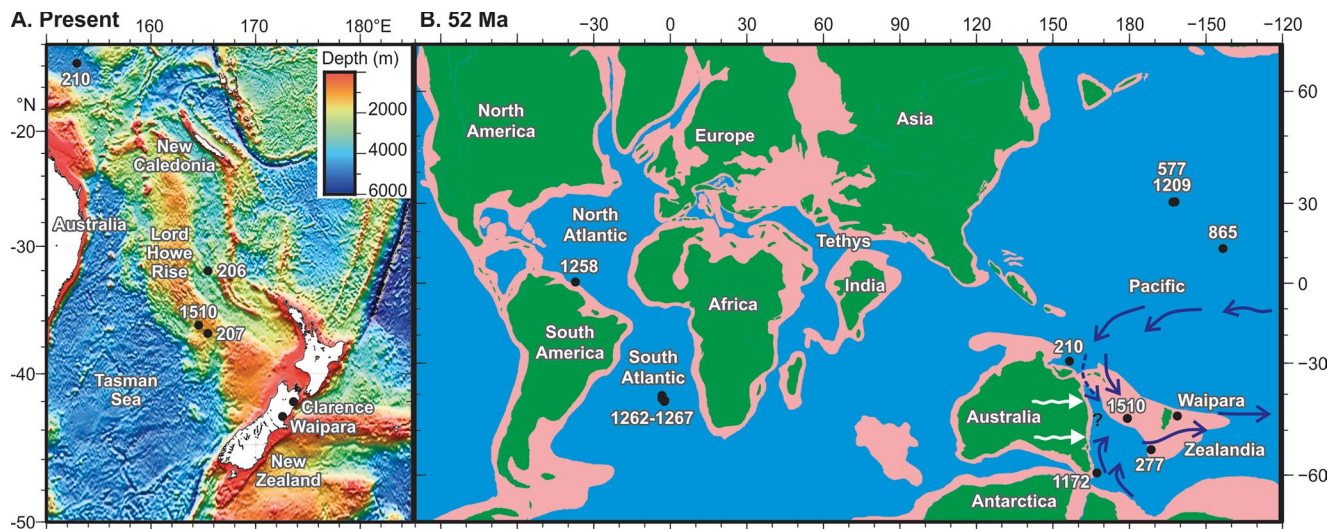 A. Present
160
170
180°E
B. 52 Ma
−30
0
30
60
90
120
150
180
−150
−120
Depth (m)
2000
4000
6000
°N
-20
-30
-40
-50
210
New
Caledonia
Australia
Lord
Howe
Rise
206
1510
207
Tasman
Sea
Clarence
Waipara
New
Zealand
North
America
Europe
Asia
577
1209
865
North
Atlantic
Tethys
1258
India
Pacific
Africa
South
America
South
Atlantic
1262-1267
210
Australia
1510
Waipara
?
Zealandia
277
1172
Antarctica
60
30
0
−30
−60